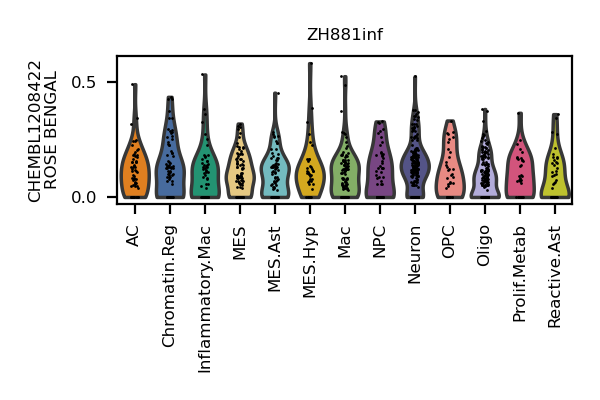 ZH881inf
CHEMBL1208422
ROSE BENGAL
0.5
0.0
AC
Chromatin.Reg
Inflammatory.Mac
MES
MES.Ast
MES.Hyp
Mac
NPC
Neuron
OPC
Oligo
Prolif.Metab
Reactive.Ast